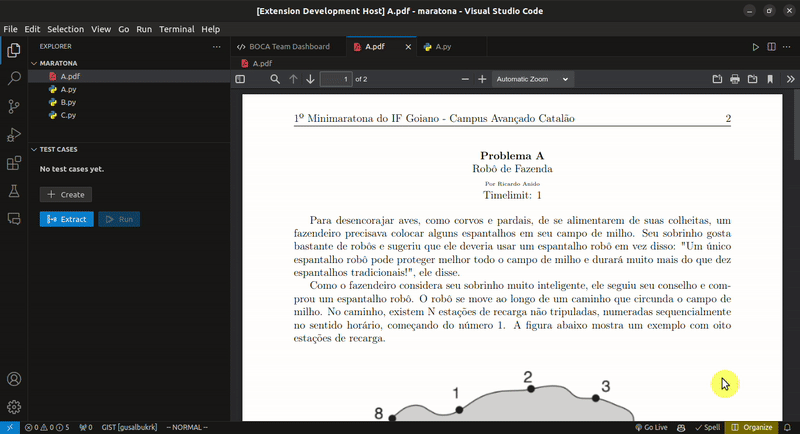 [Extension Development Host] A.pdf - maratona - Visual Studio Code
File Edit Selection View Go Run Terminal Help
EXPLORER
BOCA Team Dashboard
A.pdf
A.py
MARATONA
A.pdf
A.py
B.py
C.py
TEST CASES
No test cases yet.
Create
Extract
Run
A.pdf
1 of 2
Automatic Zoom
1º Minimaratona do IF Goiano - Campus Avançado Catalão 2
Problema A
Robô de Fazenda
Por Ricardo Anido
Timelimit: 1
Para desencorajar aves, como corvos e pardais, de se alimentarem de suas colheitas, um
fazendeiro precisava colocar alguns espantalhos em seu campo de milho. Seu sobrinho gosta
bastante de robôs e sugeriu que ele deveria usar um espantalho robô em vez disso: "Um único
espantalho robô pode proteger melhor todo o campo de milho e durará muito mais do que dez
espantalhos tradicionais!", ele disse.
Como o fazendeiro considera seu sobrinho muito inteligente, ele seguiu seu conselho e com-
prou um espantalho robô. O robô se move ao longo de um caminho que circunda o campo de
milho. No caminho, existem N estações de recarga não tripuladas, numeradas sequencialmente
no sentido horário, começando do número 1. A figura abaixo mostra um exemplo com oito
estações de recarga.
2
1
3
8
0 0 5
0
GIST [gusalbukrk]
-- NORMAL --
Go Live
Spell
Organize